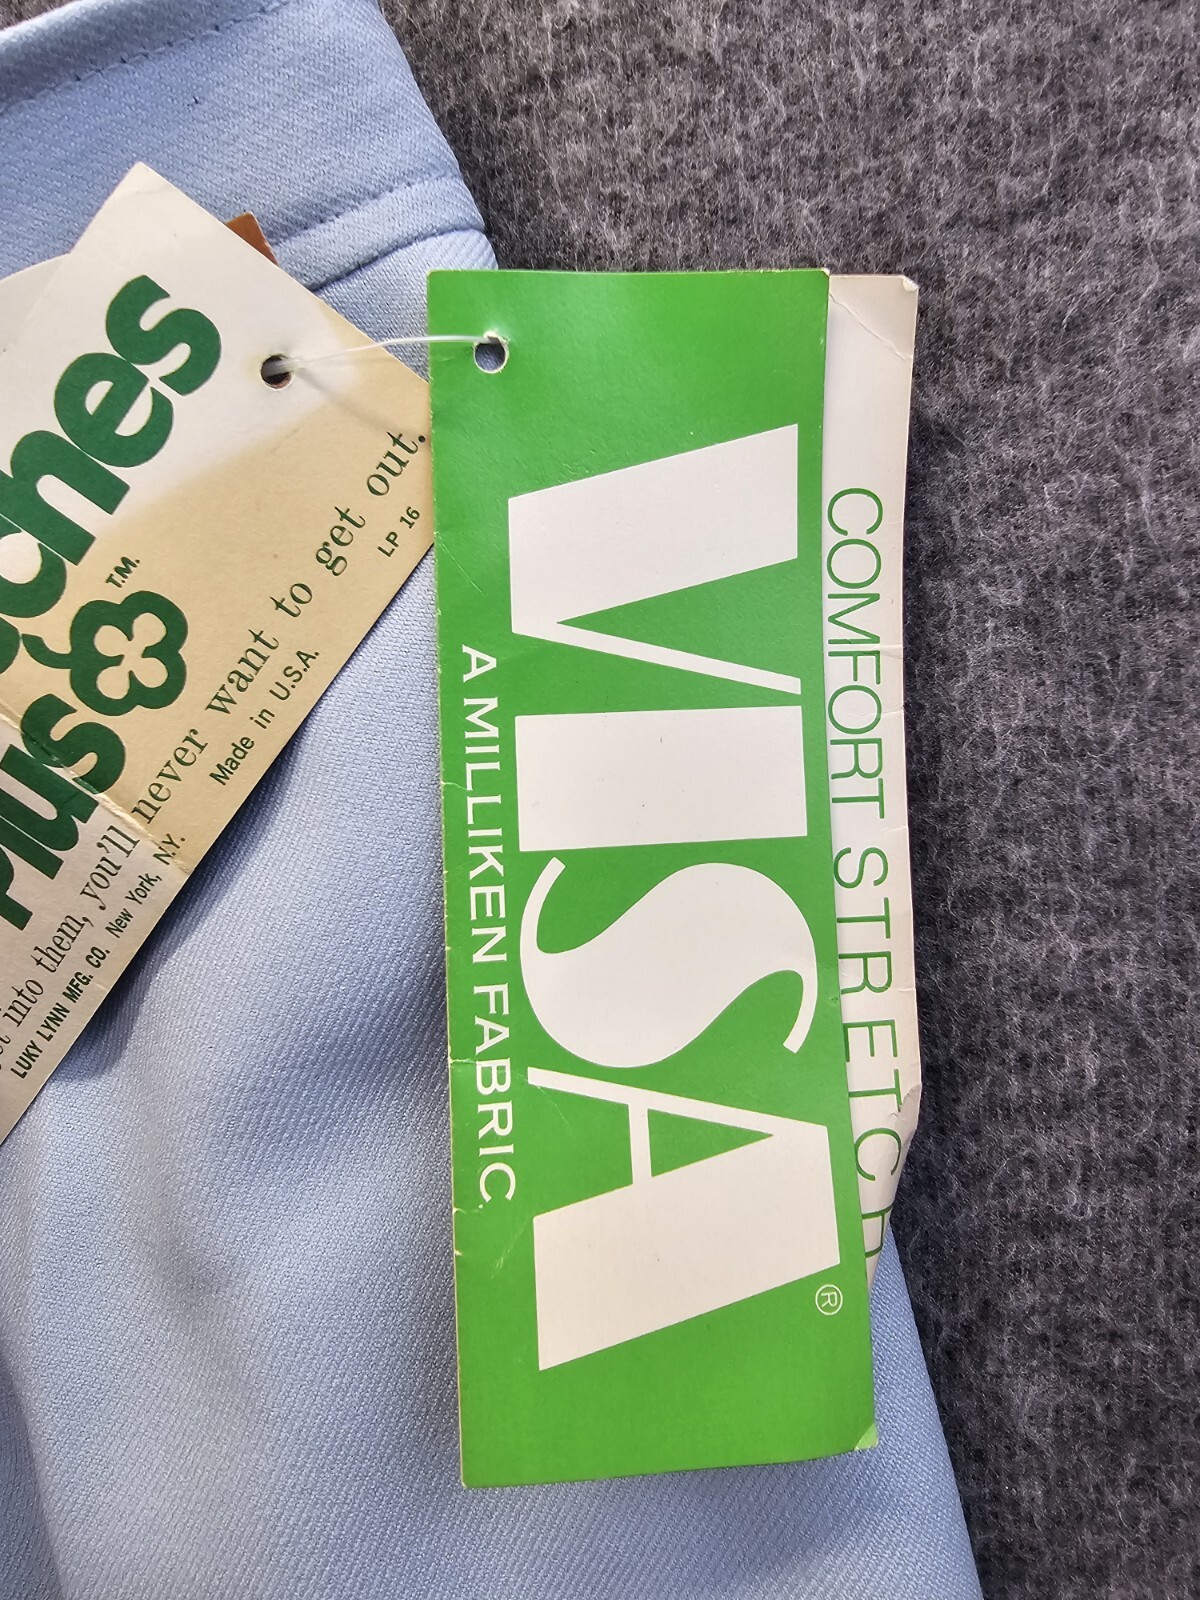 ches
Plus
T.M.
into them, you'll never want to get out.
LUKY LYNN MFG. CO. New York, N.Y. Made in U.S.A. LP 16
VISA®
A MILLIKEN FABRIC
COMFORT STRETCH